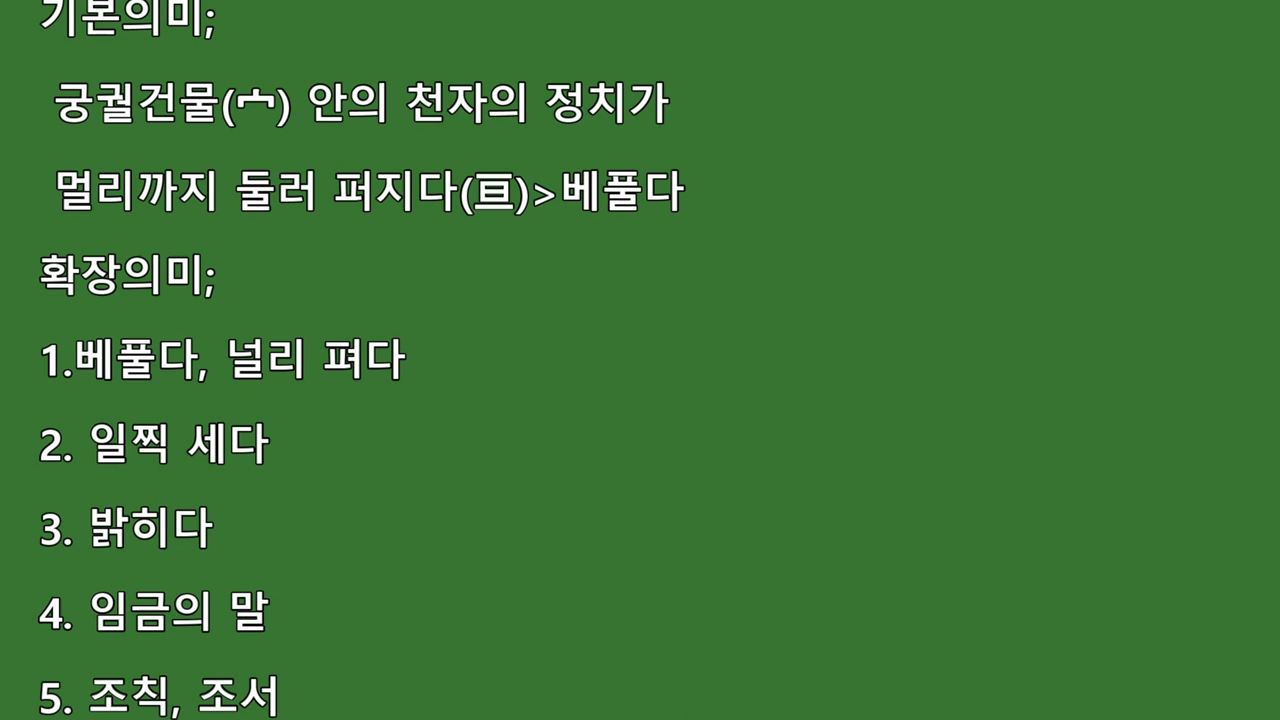 기본의미;
궁궐건물(宀) 안의 천자의 정치가
멀리까지 둘러 퍼지다(亘)>베풀다
확장의미;
1.베풀다, 널리 펴다
2. 일찍 세다
3. 밝히다
4. 임금의 말
5. 조칙, 조서